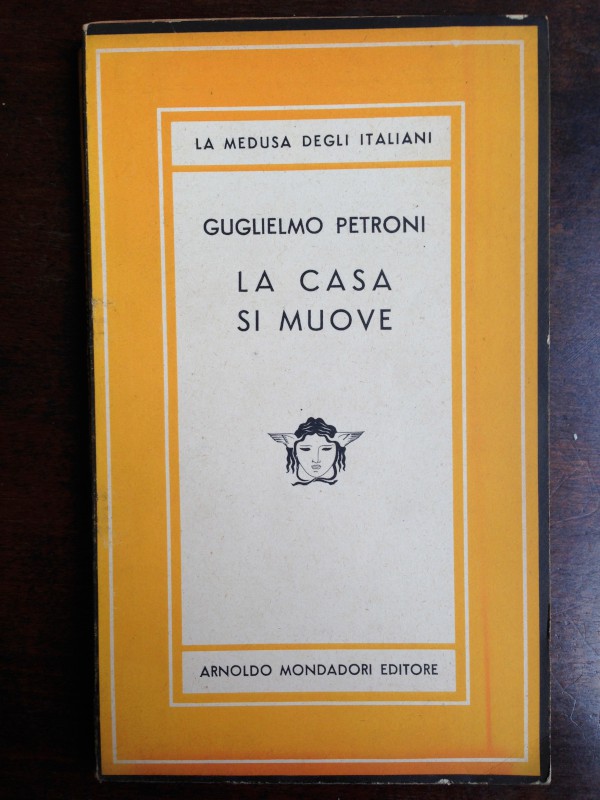 LA MEDUSA DEGLI ITALIANI
GUGLIELMO PETRONI
LA CASA
SI MUOVE
ARNOLDO MONDADORI EDITORE